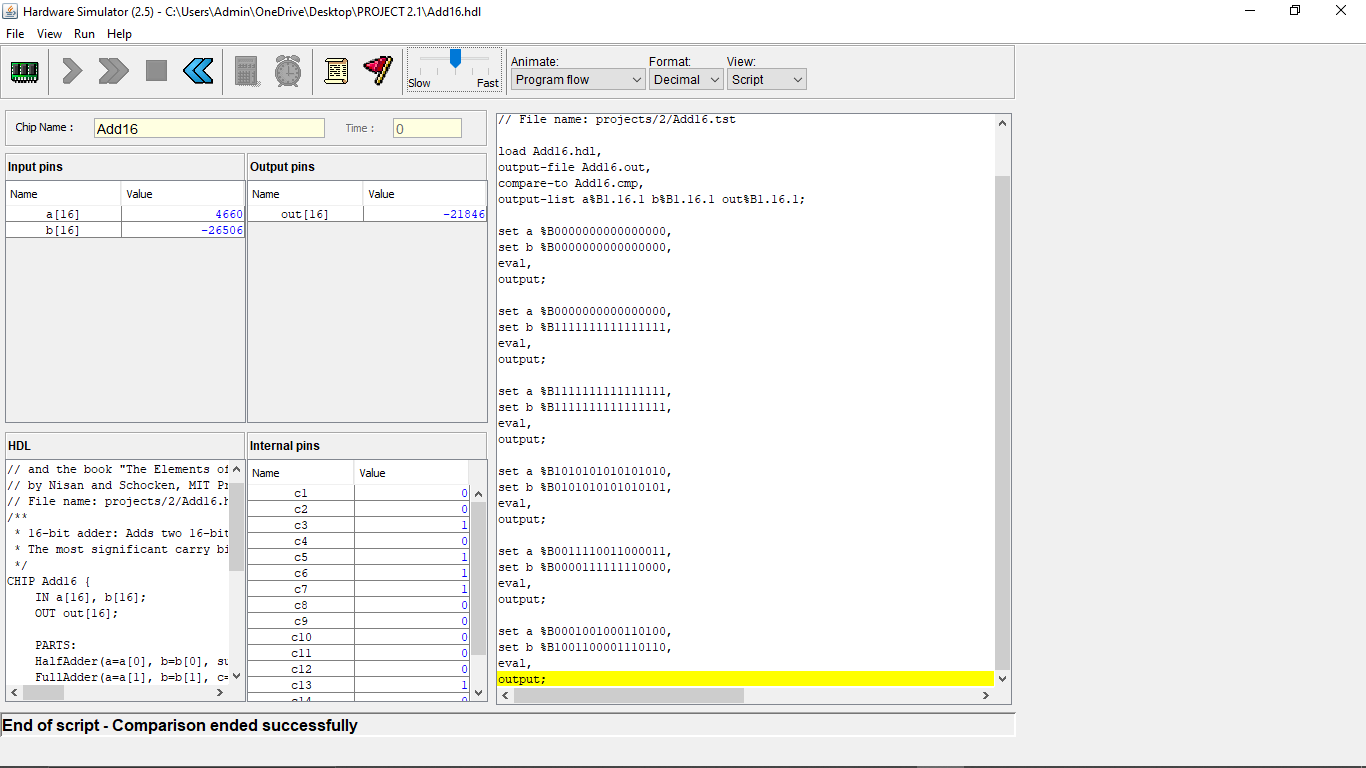 Hardware Simulator (2.5) - C:\Users\Admin\OneDrive\Desktop\PROJECT 2.1\Add16.hdl
File View Run Help
Slow Fast
Animate: Format: View:
Program flow Decimal Script
Chip Name : Add16 Time : 0
Input pins
Name Value
a[16] 4660
b[16] -26506
Output pins
Name Value
out[16] -21846
HDL
// and the book "The Elements of
// by Nisan and Schocken, MIT Pr
// File name: projects/2/Add16.h
/**
* 16-bit adder: Adds two 16-bit
* The most significant carry bi
*/
CHIP Add16 {
IN a[16], b[16];
OUT out[16];
PARTS:
HalfAdder(a=a[0], b=b[0], su
FullAdder(a=a[1], b=b[1], c=
Internal pins
Name Value
c1 0
c2 0
c3 1
c4 0
c5 1
c6 1
c7 1
c8 0
c9 0
c10 0
c11 0
c12 0
c13 1
c14 0
// File name: projects/2/Add16.tst
load Add16.hdl,
output-file Add16.out,
compare-to Add16.cmp,
output-list a%B1.16.1 b%B1.16.1 out%B1.16.1;
set a %B0000000000000000,
set b %B0000000000000000,
eval,
output;
set a %B0000000000000000,
set b %B1111111111111111,
eval,
output;
set a %B1111111111111111,
set b %B1111111111111111,
eval,
output;
set a %B1010101010101010,
set b %B0101010101010101,
eval,
output;
set a %B0011110011000011,
set b %B0000111111110000,
eval,
output;
set a %B0001001000110100,
set b %B1001100001110110,
eval,
output;
End of script - Comparison ended successfully